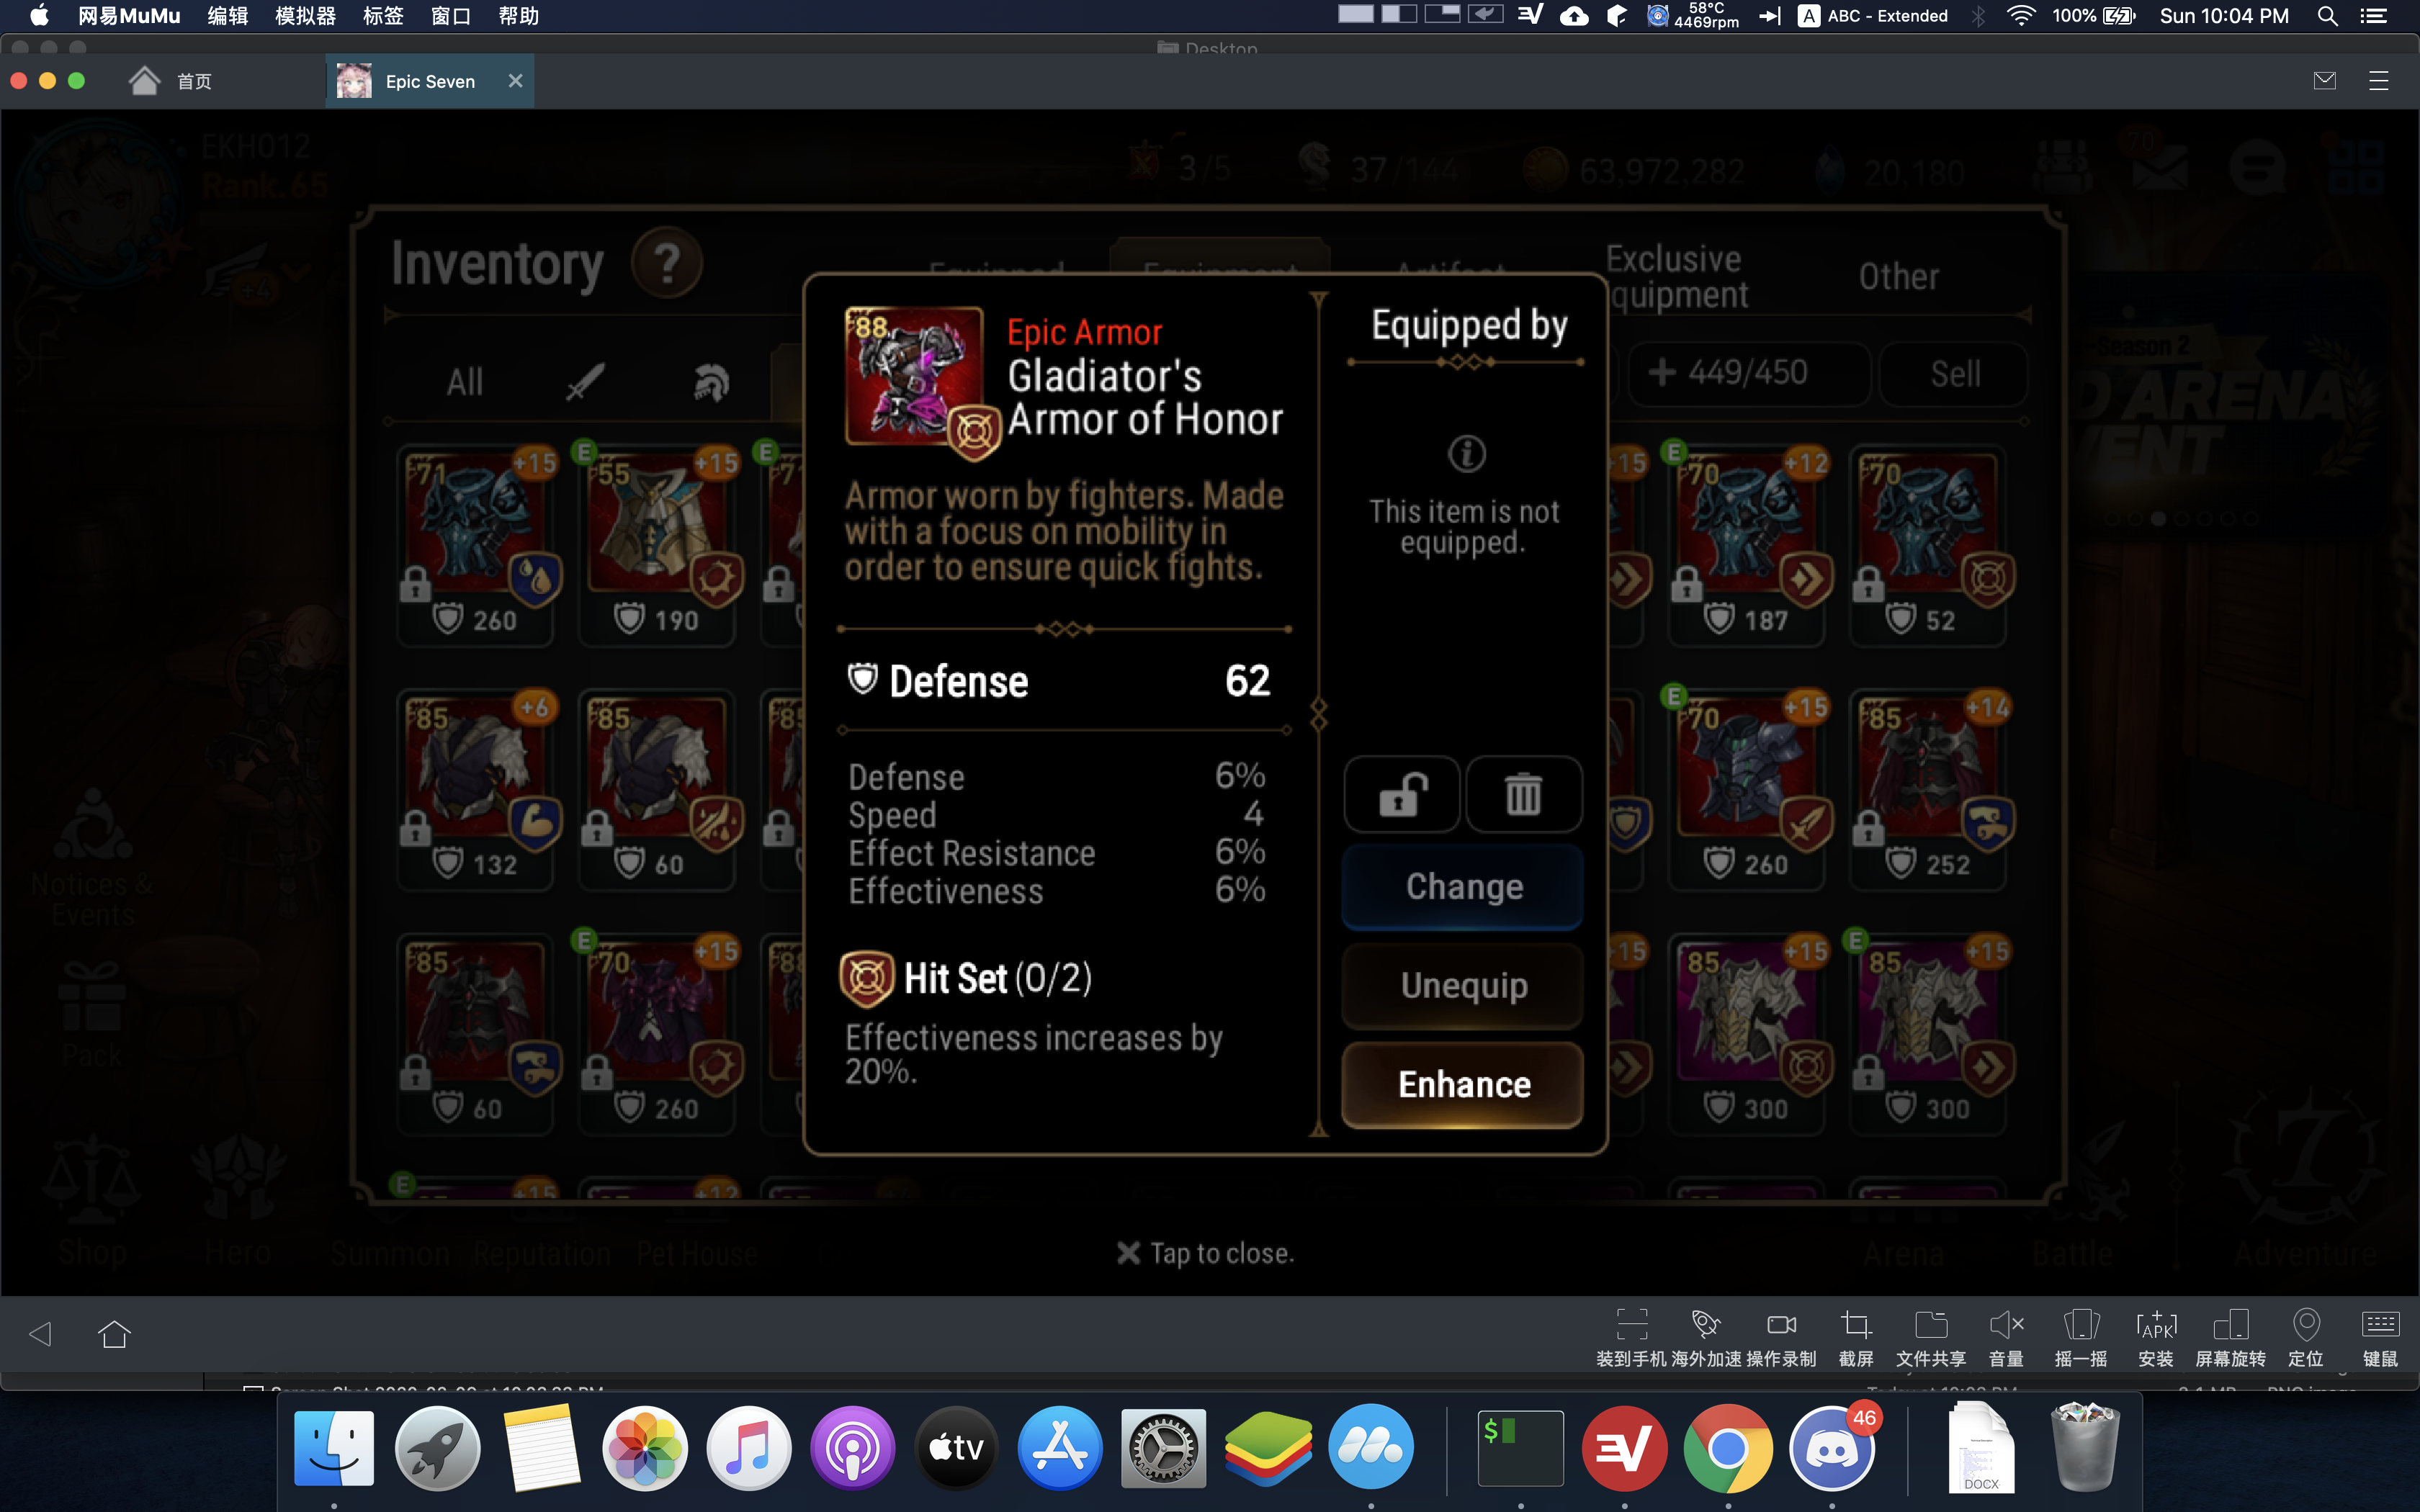 网易MuMu 编辑 模拟器 标签 窗口 帮助
58°C
4469rpm
A ABC - Extended 100% Sun 10:04 PM
Desktop
首页 Epic Seven
EKH012
Rank.65
3/5 37/144 63,972,282 20,180 70
+4
Inventory ? Equipped Equipment Artifact Exclusive Other
All 449/450 Sell
Season 2
ARENA
Epic Armor
88
Gladiator's
Armor of Honor
Armor worn by fighters. Made
with a focus on mobility in
order to ensure quick fights.
Defense 62
Defense 6%
Speed 4
Effect Resistance 6%
Effectiveness 6%
Hit Set (0/2)
Effectiveness increases by
20%.
Equipped by
This item is not
equipped.
Change
Unequip
Enhance
71 +15 E 55 +15 E +15 E 70 +12 70
260 190 187 52
85 +6 85 E 70 +15 85 +14
132 60 260 252
85 E 70 +15 +15 85 +15 E 85 +15
60 260 300 300
E +15 +12
Notices &
Events
Pack
Shop Hero Summon Reputation Pet House Arena Battle Adventure
Tap to close.
APK
装到手机 海外加速 操作录制 截屏 文件共享 音量 摇一摇 安装 屏幕旋转 定位 键鼠
tv $ 46
DOCX